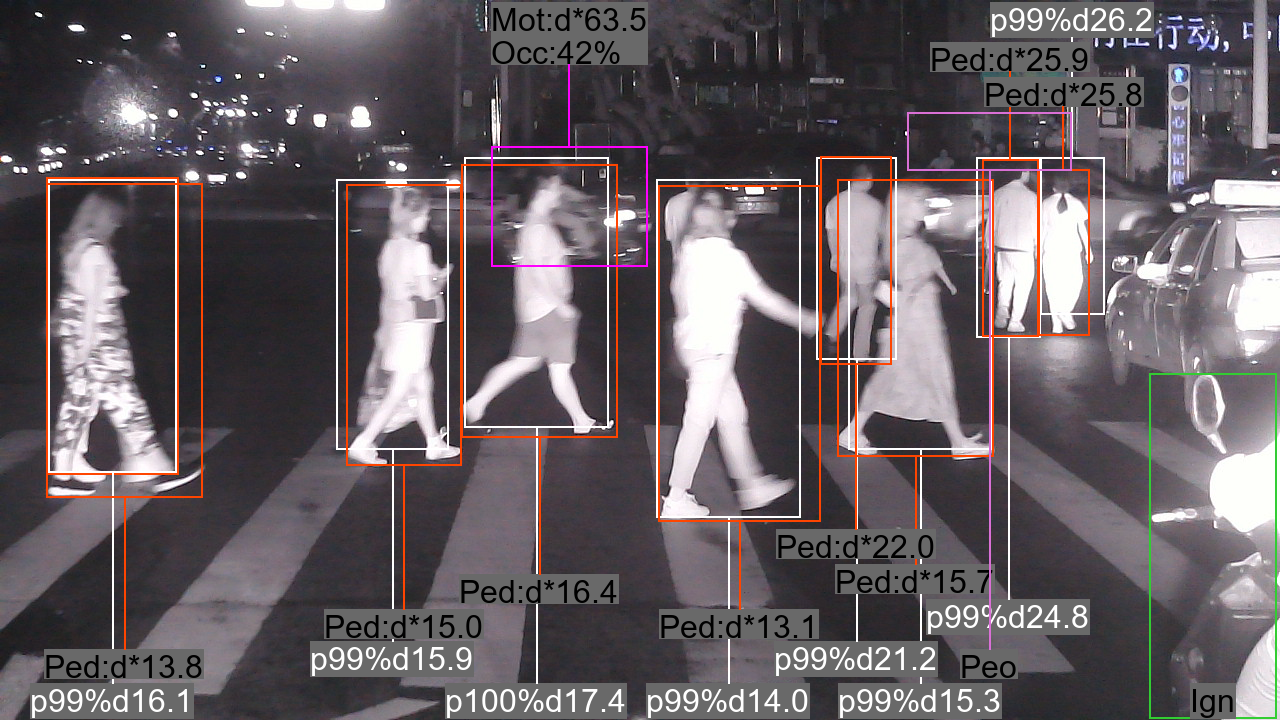 Mot:d*63.5
Occ:42%
p99%d26.2
行动,
Ped:d*25.9
Ped:d*25.8
Ped:d*22.0
Ped:d*15.7
Ped:d*16.4
p99%d24.8
Ped:d*15.0
Ped:d*13.1
p99%d15.9
p99%d21.2
Peo
Ped:d*13.8
p99%d16.1
p100%d17.4
p99%d14.0
p99%d15.3
Ign